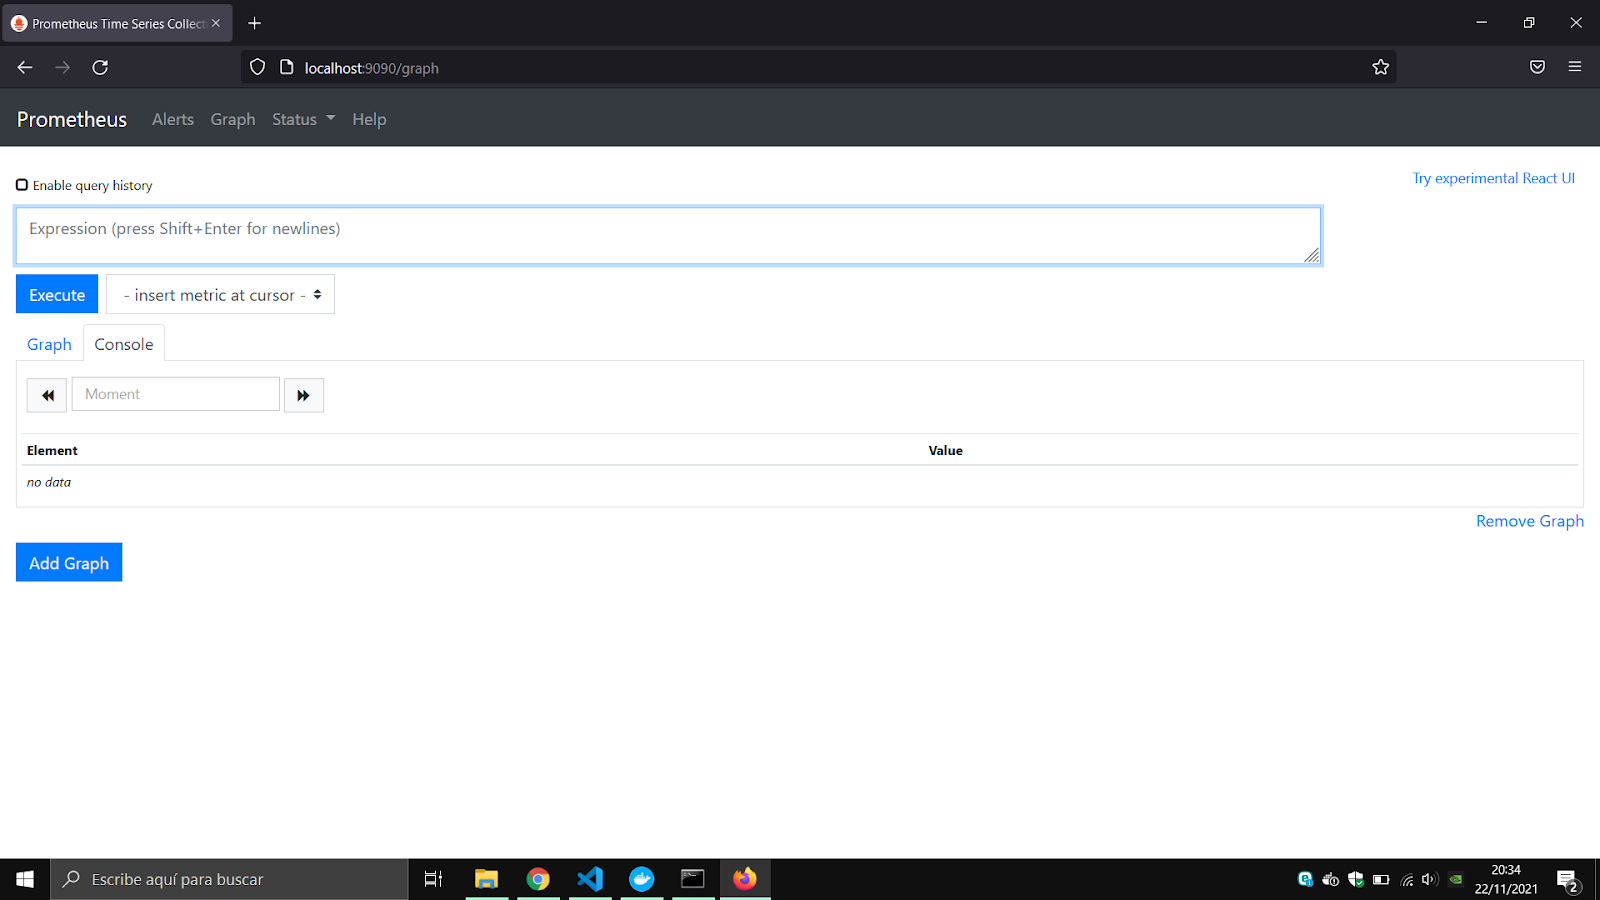 Prometheus Time Series Collect
localhost:9090/graph
Prometheus Alerts Graph Status Help
Enable query history
Try experimental React UI
Expression (press Shift+Enter for newlines)
Execute - insert metric at cursor -
Graph Console
Moment
Element Value
no data
Remove Graph
Add Graph
Escribe aquí para buscar
20:34
22/11/2021
2